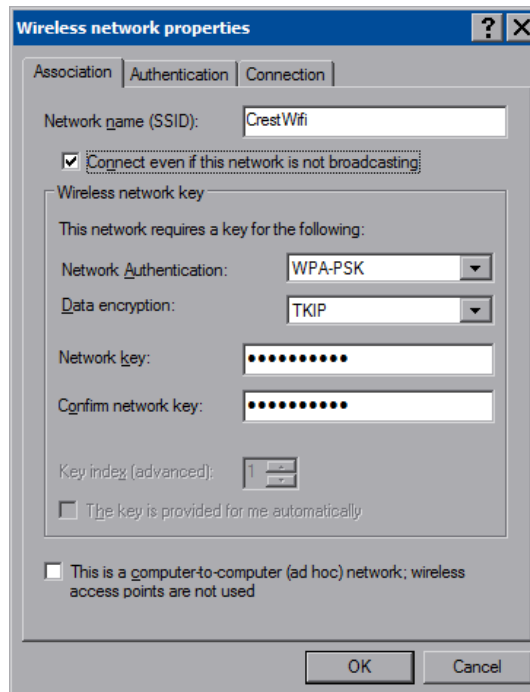 Wireless network properties
Association
Authentication
Connection
Network name (SSID):
CrestWifi
Connect even if this network is not broadcasting
Wireless network key
This network requires a key for the following:
Network Authentication:
WPA-PSK
Data encryption:
TKIP
Network key:
••••••••••
Confirm network key:
••••••••••
Key index (advanced):
1
The key is provided for me automatically
This is a computer-to-computer (ad hoc) network; wireless
access points are not used
OK
Cancel